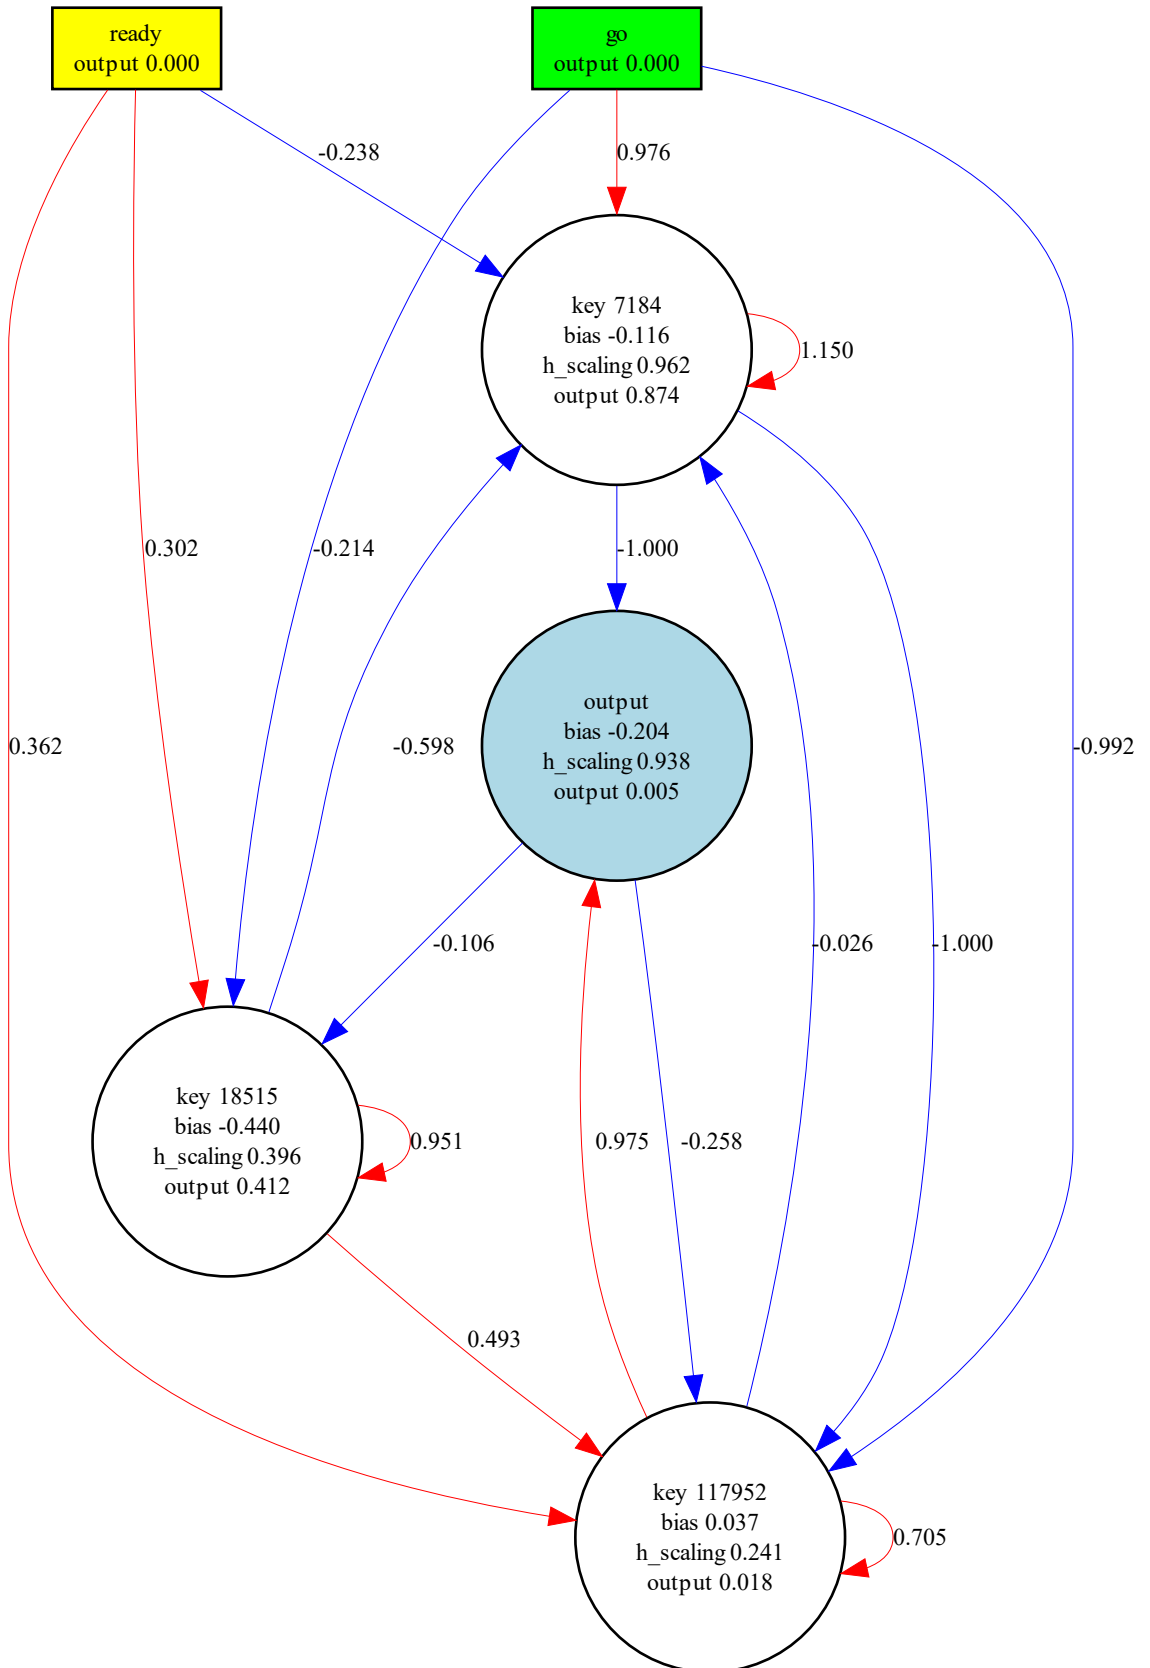 ready
output 0.000
go
output 0.000
-0.238
0.976
key 7184
bias -0.116
h_scaling 0.962
output 0.874
1.150
0.302
-0.214
-1.000
output
bias -0.204
h_scaling 0.938
output 0.005
0.362
-0.598
-0.992
-0.106
-0.026
-1.000
key 18515
bias -0.440
h_scaling 0.396
output 0.412
0.951
0.975
-0.258
0.493
key 117952
bias 0.037
h_scaling 0.241
output 0.018
0.705